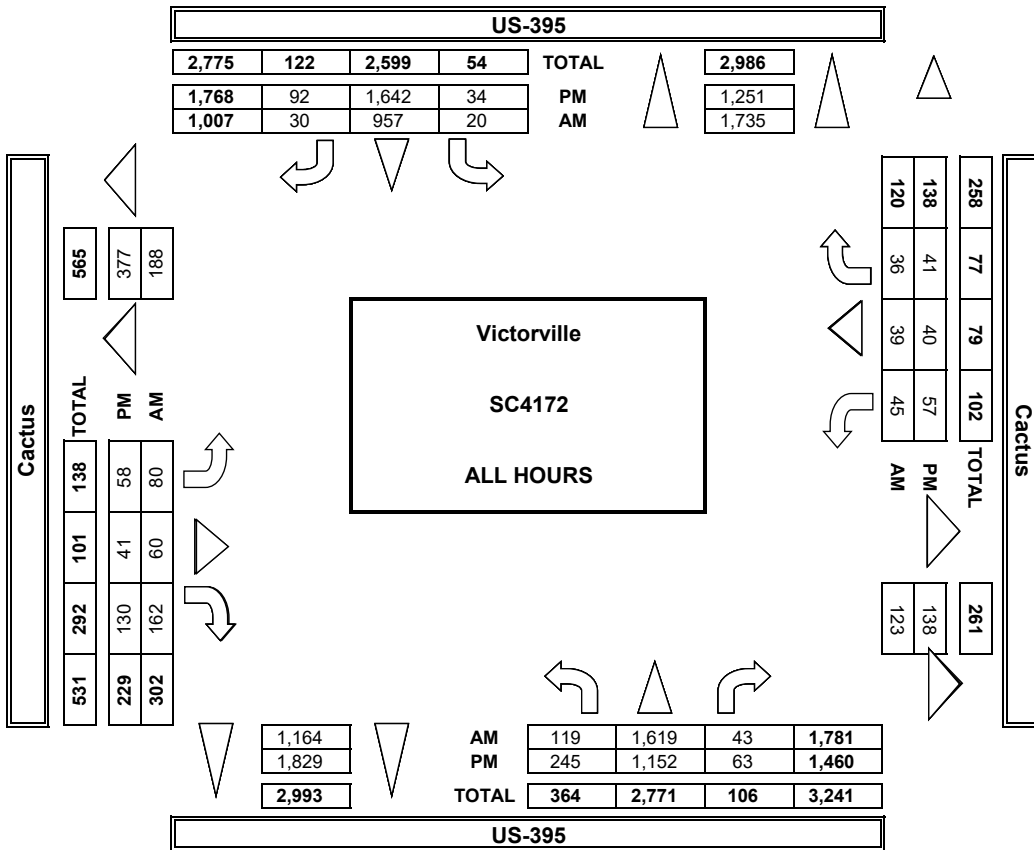 US-395
2,775 122 2,599 54 TOTAL 2,986
1,768 92 1,642 34 PM 1,251
1,007 30 957 20 AM 1,735
Cactus
565 377 188
TOTAL PM AM
138 58 80
101 41 60
292 130 162
531 229 302
Victorville
SC4172
ALL HOURS
120 138 258
36 41 77
39 40 79
45 57 102
AM PM TOTAL
123 138 261
Cactus
1,164 AM 119 1,619 43 1,781
1,829 PM 245 1,152 63 1,460
2,993 TOTAL 364 2,771 106 3,241
US-395